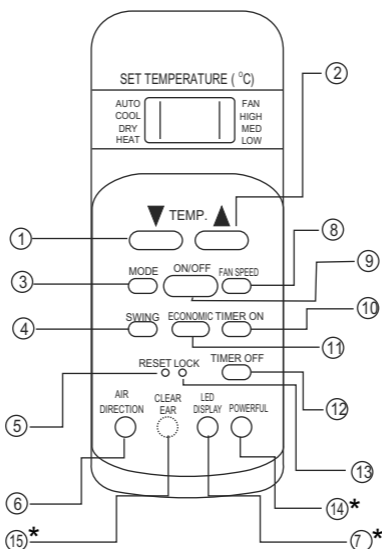 SET TEMPERATURE ( °C)
AUTO
COOL
DRY
HEAT
FAN
HIGH
MED
LOW
②
▼ TEMP. ▲
①
⑧
③
MODE
ON/OFF
FAN SPEED
⑨
④
SWING
ECONOMIC
TIMER ON
⑩
⑪
RESET
LOCK
TIMER OFF
⑤
⑫
AIR
DIRECTION
CLEAR
EAR
LED
DISPLAY
POWERFUL
⑬
⑥
⑭*
⑮*
⑦*